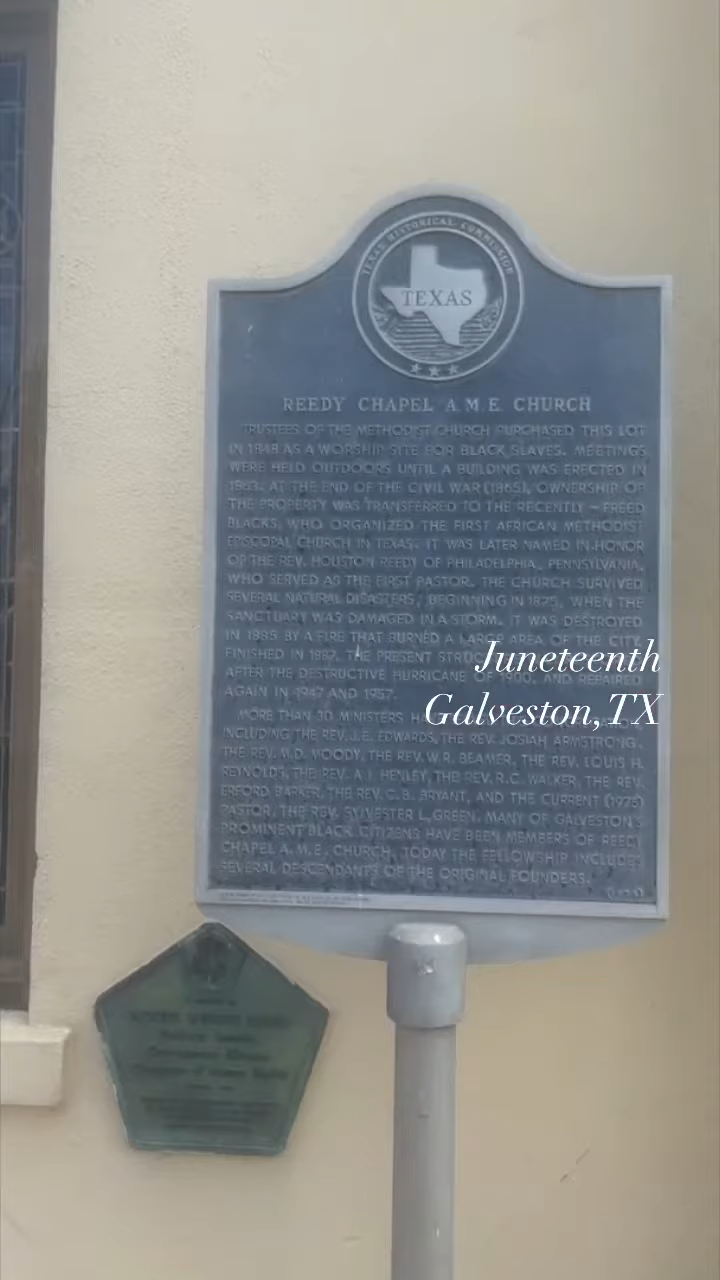 TEXAS HISTORICAL COMMISSION
TEXAS
REEDY CHAPEL A.M.E. CHURCH
TRUSTEES OF THE METHODIST CHURCH PURCHASED THIS LOT
IN 1848 AS A WORSHIP SITE FOR BLACK SLAVES. MEETINGS
WERE HELD OUTDOORS UNTIL A BUILDING WAS ERECTED IN
AT THE END OF THE CIVIL WAR (1865), OWNERSHIP OF
THE PROPERTY WAS TRANSFERRED TO THE RECENTLY - FREED
BLACKS, WHO ORGANIZED THE FIRST AFRICAN METHODIST
EPISCOPAL CHURCH IN TEXAS. IT WAS LATER NAMED IN HONOR
OF THE REV. HOUSTON REEDY OF PHILADELPHIA, PENNSYLVANIA,
WHO SERVED AS THE FIRST PASTOR. THE CHURCH SURVIVED
SEVERAL NATURAL DISASTERS, BEGINNING IN 1875, WHEN THE
SANCTUARY WAS DAMAGED IN A STORM. IT WAS DESTROYED
IN 1885 BY A FIRE THAT BURNED A LARGE AREA OF THE CITY.
FINISHED IN 1887, THE PRESENT
AFTER THE DESTRUCTIVE HURRICANE OF 1900, AND REPAIRED
AGAIN IN 1947 AND 1957.
Juneteenth
Galveston,TX
MORE THAN 30 MINISTERS
INCLUDING THE REV. J.E. EDWARDS, THE REV. JOSIAH ARMSTRONG,
THE REV. W.D. MOODY, THE REV. W.R. BEAMER, THE REV. LOUIS H.
REYNOLDS, THE REV. A.J. HENLEY, THE REV. R.C. WALKER, THE REV.
ERFORD BARKER, THE REV. C.B. BRYANT, AND THE CURRENT (1975)
PASTOR, THE REV. SYLVESTER L. GREEN. MANY OF GALVESTON'S
PROMINENT BLACK CITIZENS HAVE BEEN MEMBERS OF REEDY
CHAPEL A.M.E. CHURCH. TODAY THE FELLOWSHIP INCLUDES
SEVERAL DESCENDANTS OF THE ORIGINAL FOUNDERS.